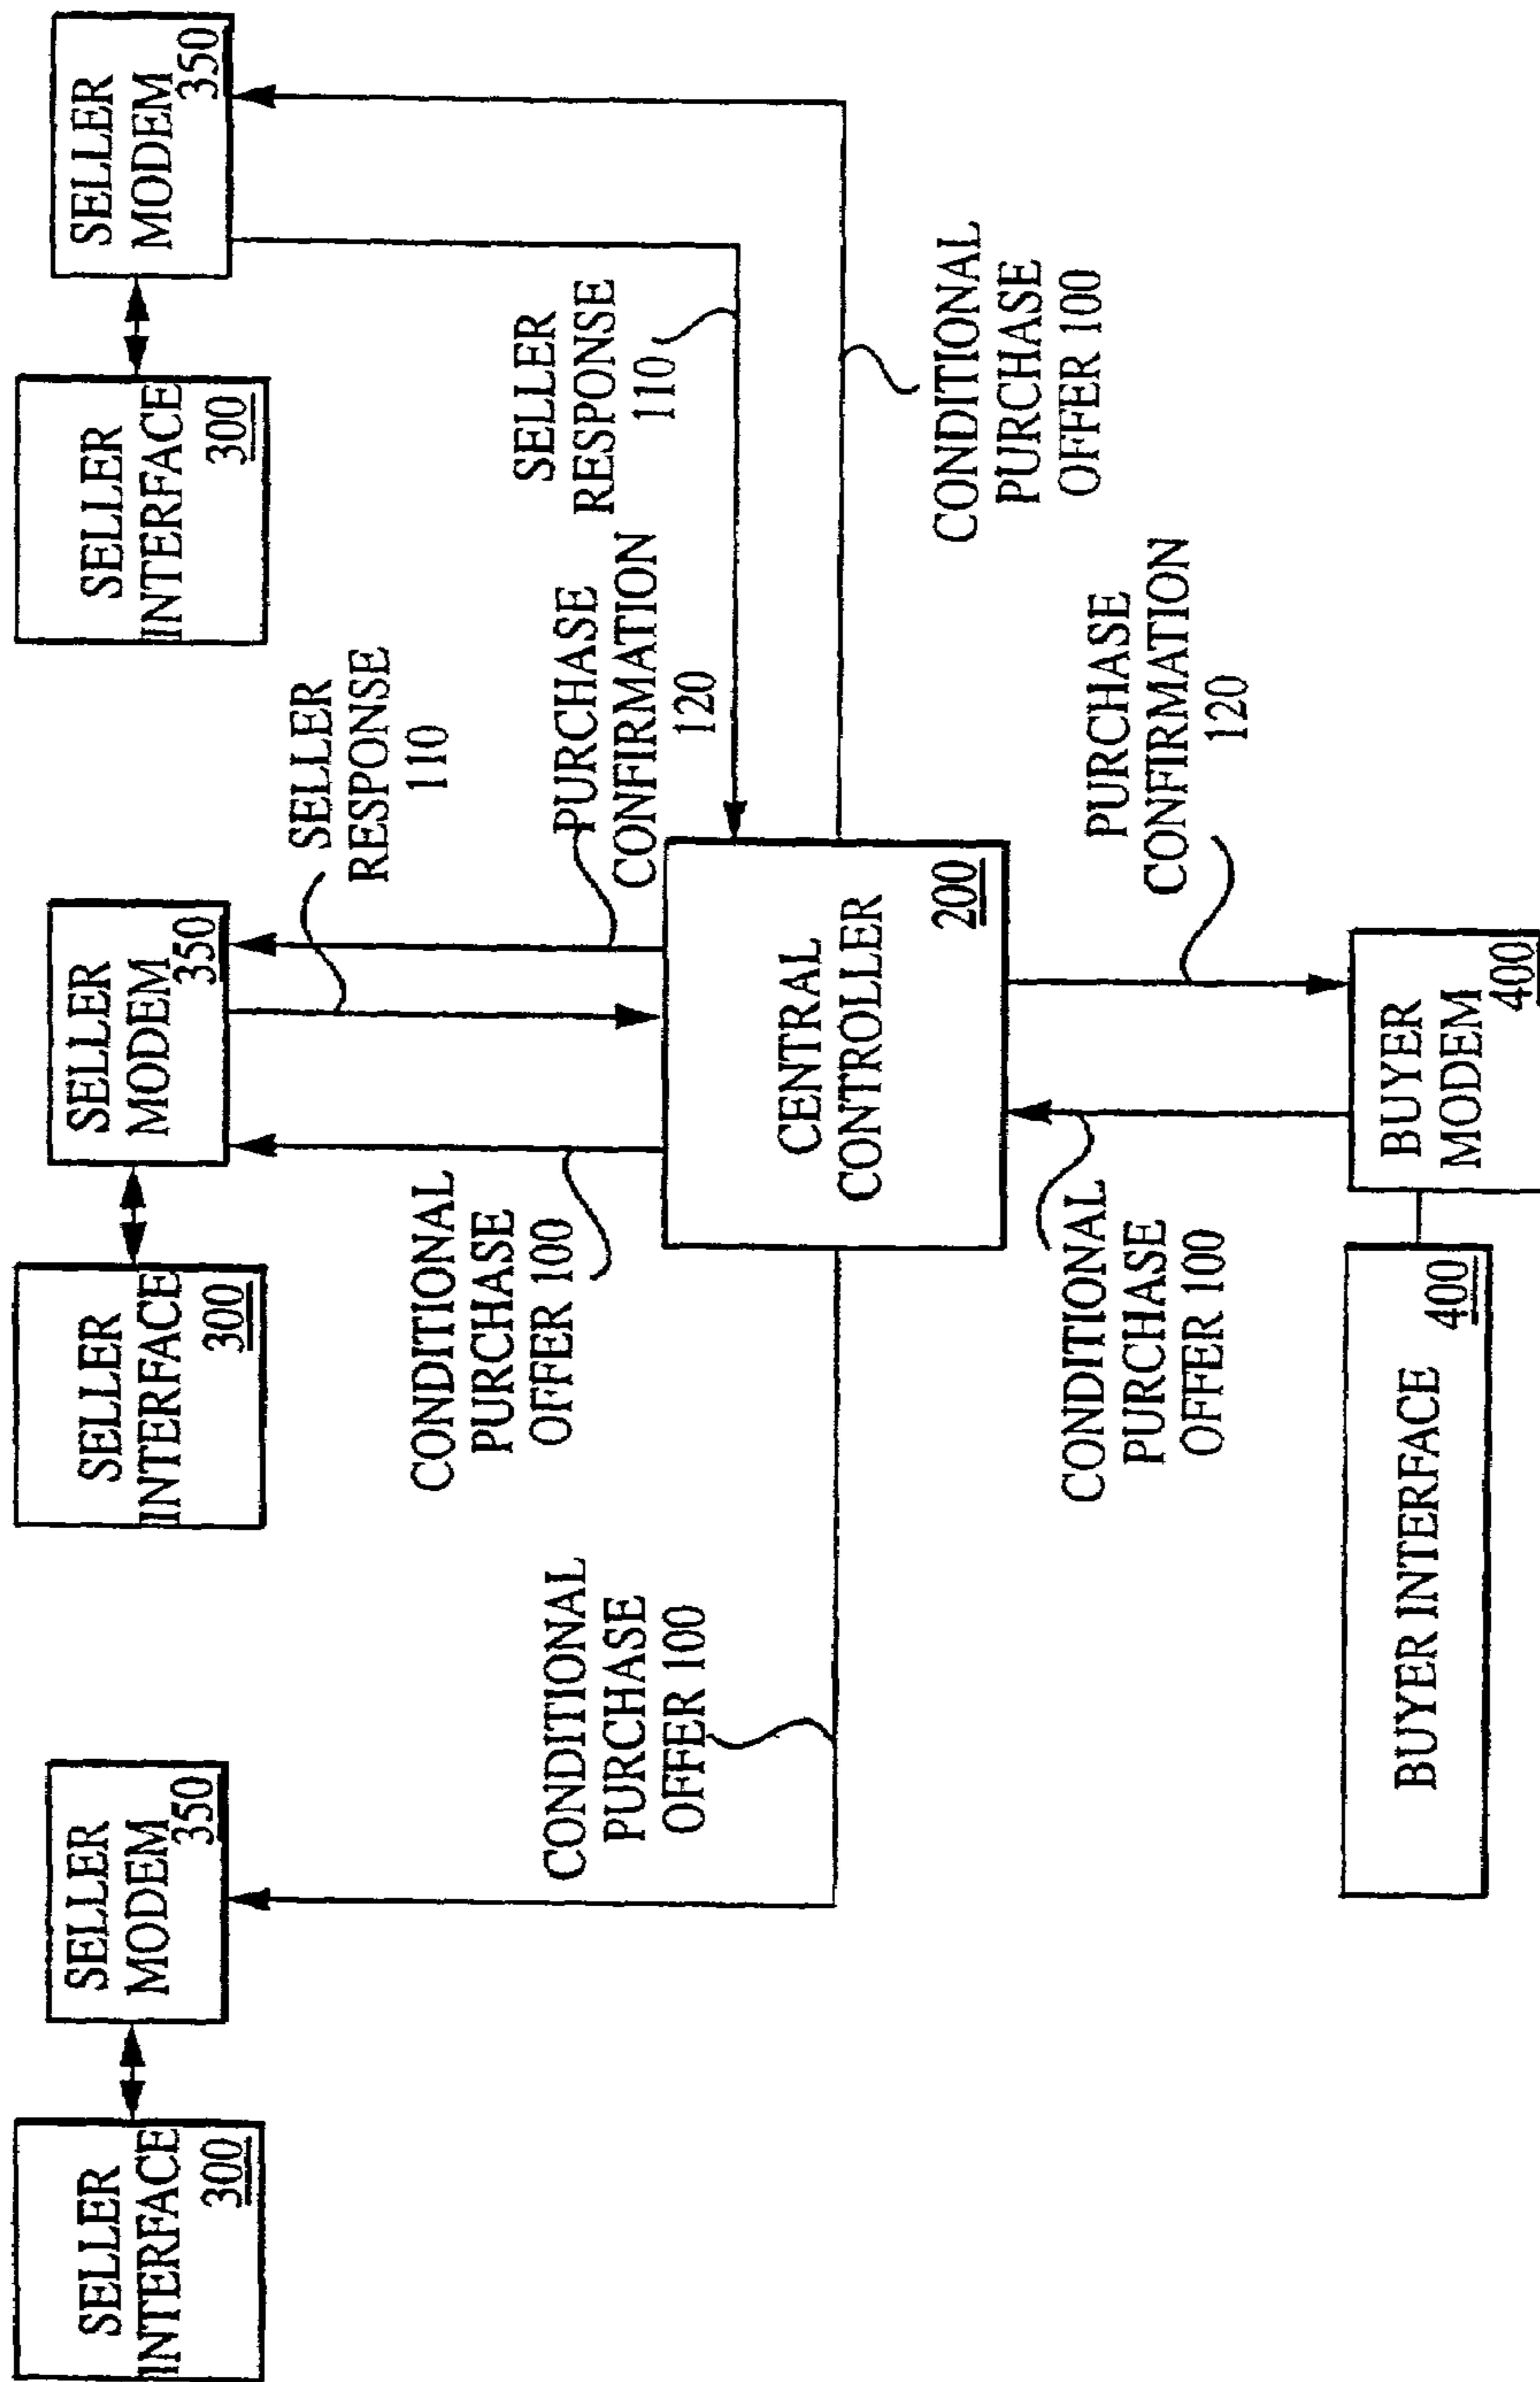 SELLER
INTERFACE
300
SELLER
MODEM
350
SELLER
INTERFACE
300
SELLER
MODEM
350
SELLER
INTERFACE
300
SELLER
MODEM
350
SELLER
RESPONSE
110
CONDITIONAL
PURCHASE
OFFER 100
CONDITIONAL
PURCHASE
OFFER 100
PURCHASE
CONFIRMATION
120
SELLER
RESPONSE
110
CENTRAL
CONTROLLER
200
CONDITIONAL
PURCHASE
OFFER 100
CONDITIONAL
PURCHASE
OFFER 100
PURCHASE
CONFIRMATION
120
BUYER INTERFACE
400
BUYER
MODEM
400